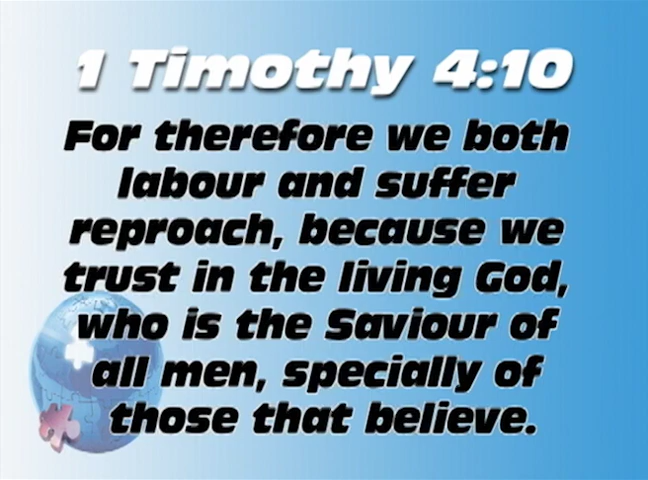 1 Timothy 4:10
For therefore we both
labour and suffer
reproach, because we
trust in the living God,
who is the Saviour of
all men, specially of
those that believe.